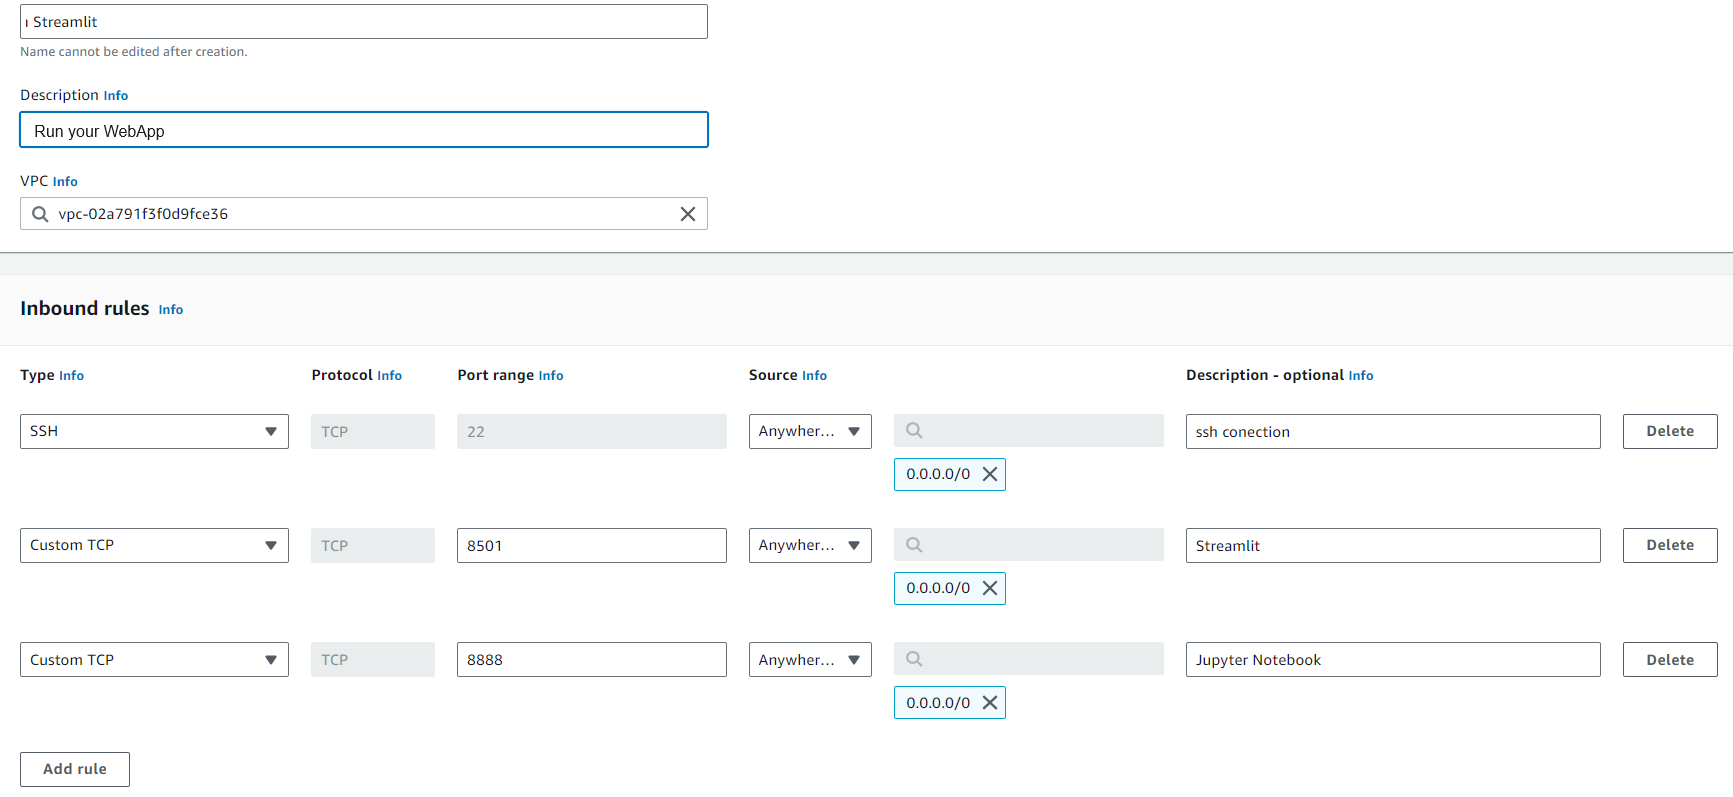 Streamlit
Name cannot be edited after creation.
Description Info
Run your WebApp
VPC Info
vpc-02a791f3f0d9fce36
Inbound rules Info
Type Info Protocol Info Port range Info Source Info Description - optional Info
SSH TCP 22 Anywher... ssh conection Delete
0.0.0.0/0
Custom TCP TCP 8501 Anywher... Streamlit Delete
0.0.0.0/0
Custom TCP TCP 8888 Anywher... Jupyter Notebook Delete
0.0.0.0/0
Add rule